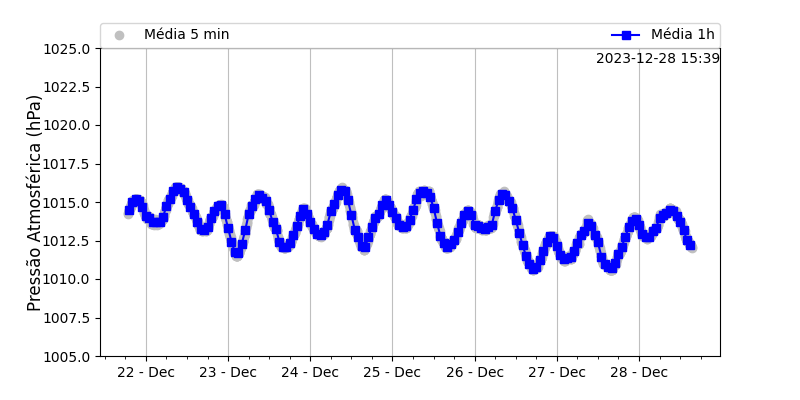 Média 5 min
Média 1h
2023-12-28 15:39
Pressão Atmosférica (hPa)
1025.0
1022.5
1020.0
1017.5
1015.0
1012.5
1010.0
1007.5
1005.0
22 - Dec
23 - Dec
24 - Dec
25 - Dec
26 - Dec
27 - Dec
28 - Dec